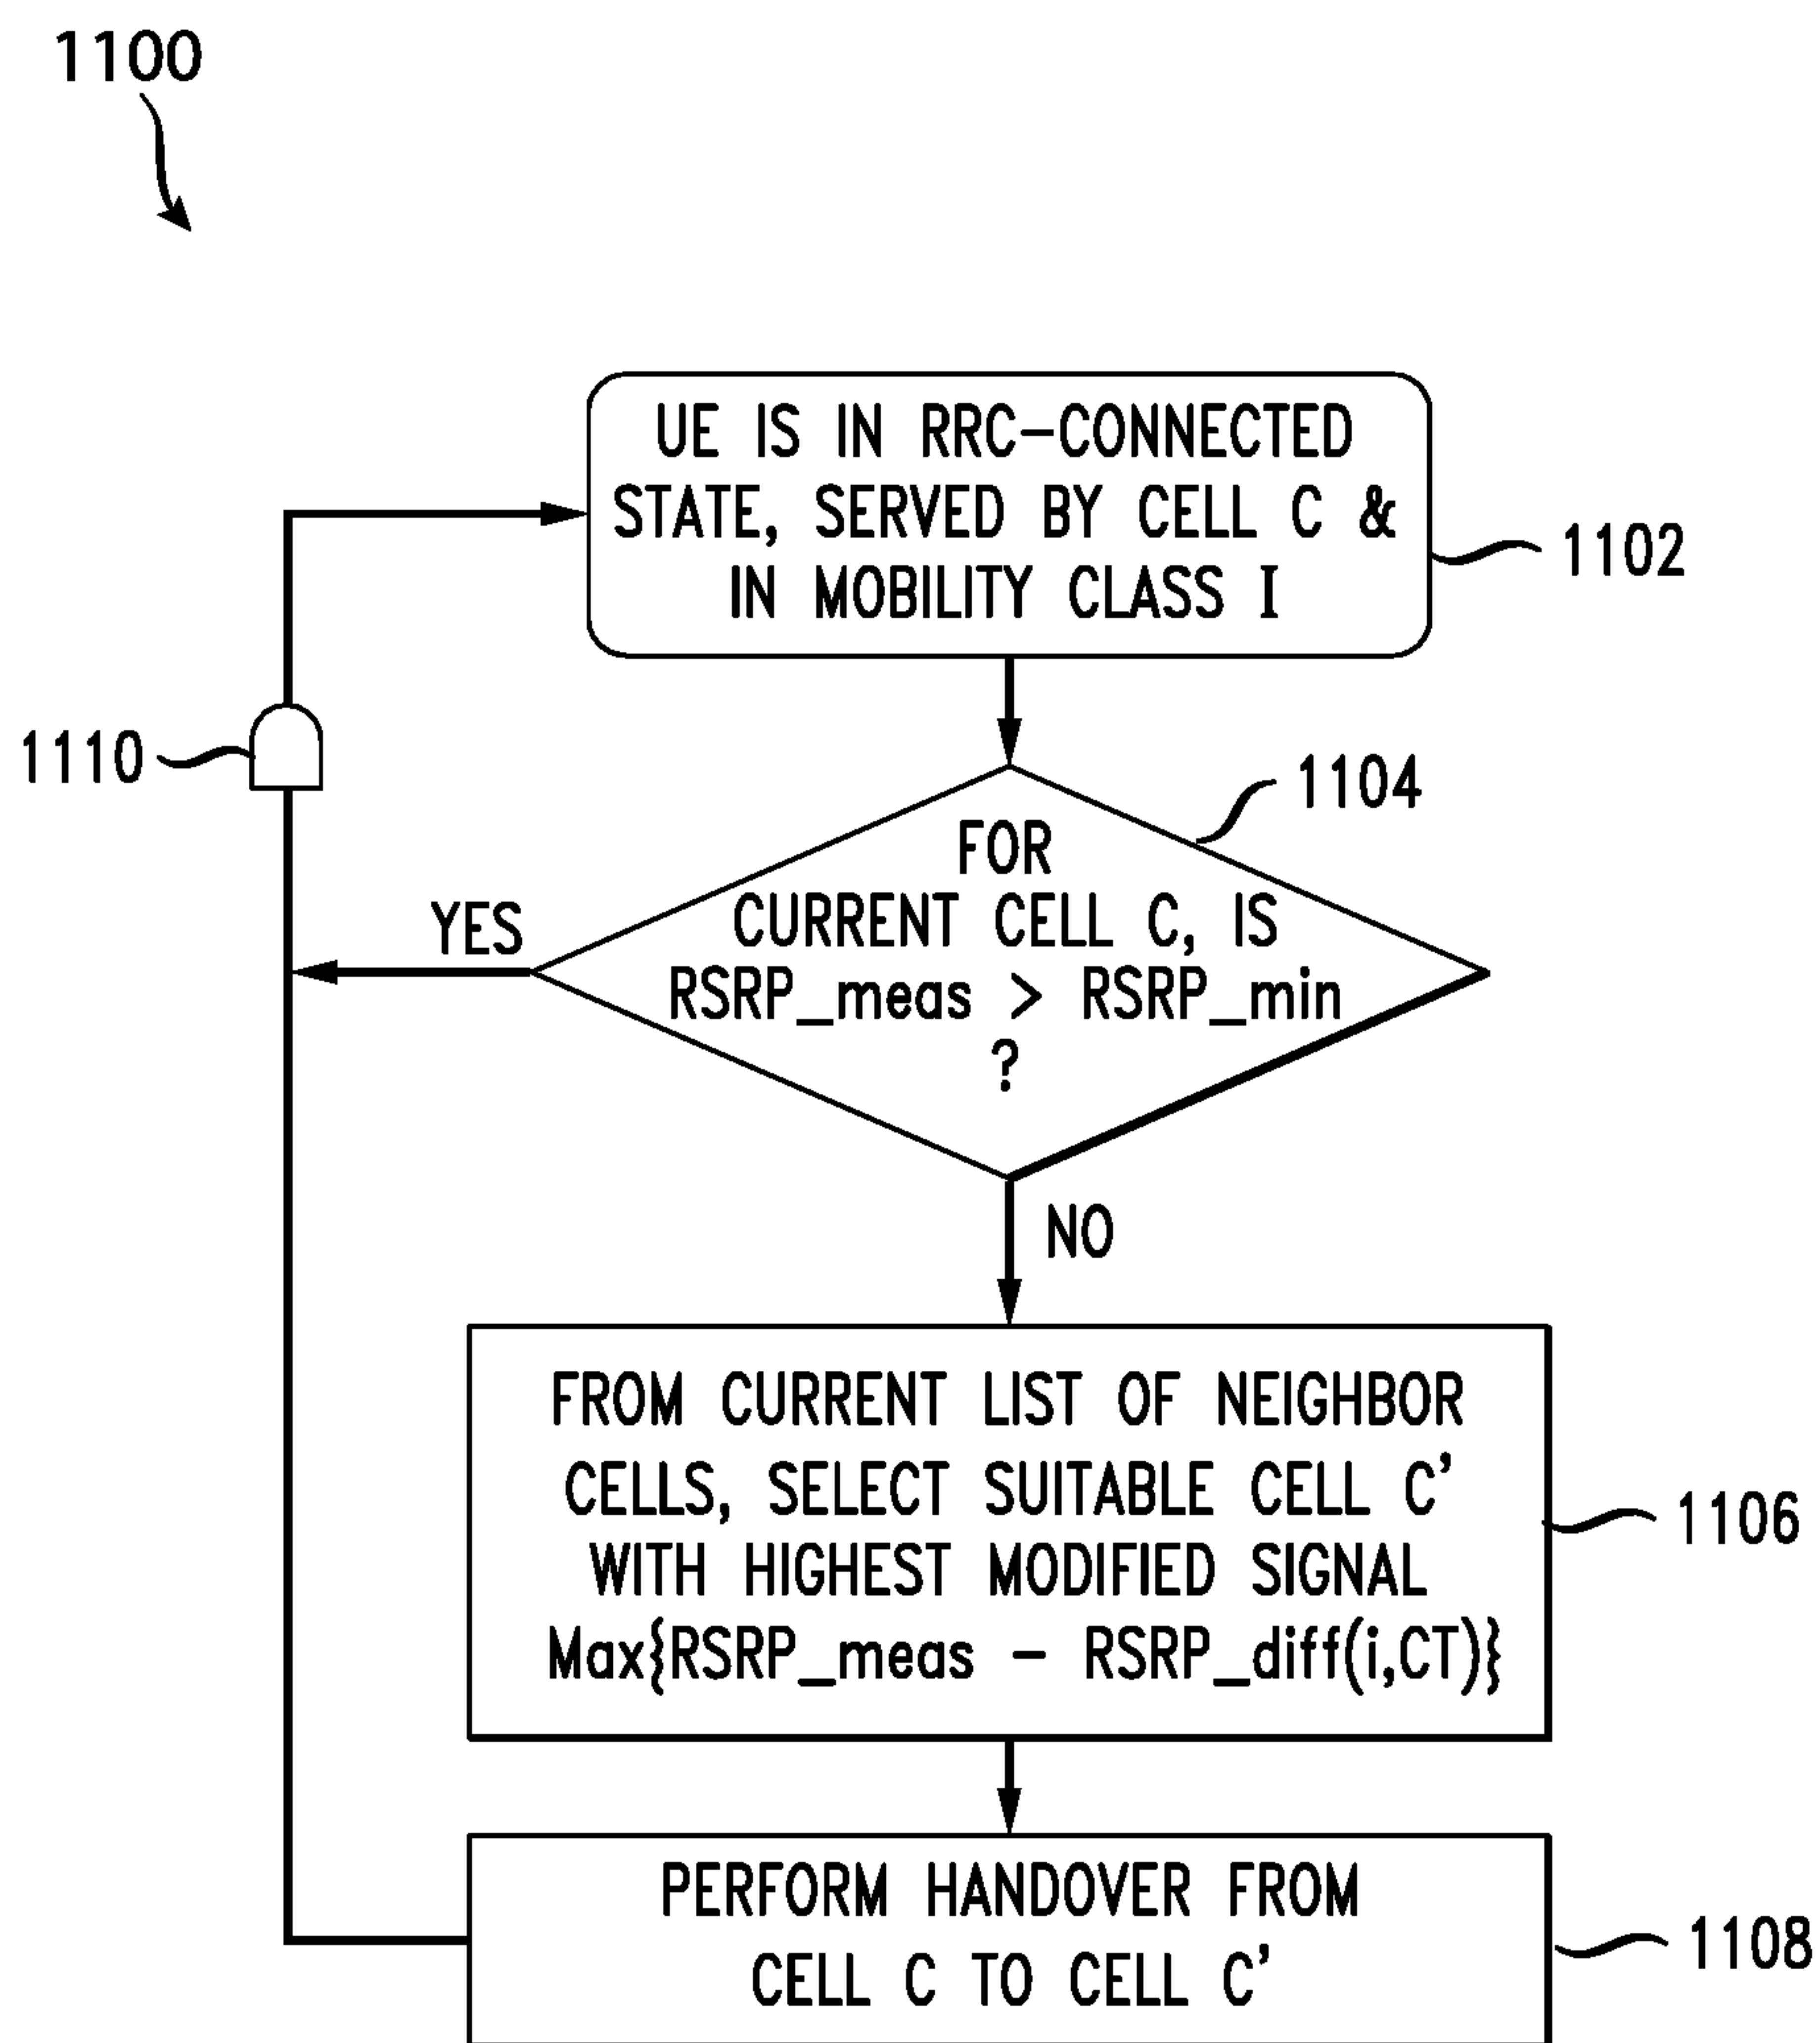 1100
UE IS IN RRC-CONNECTED
STATE, SERVED BY CELL C &
IN MOBILITY CLASS I
1102
1110
1104
FOR
CURRENT CELL C, IS
RSRP_meas > RSRP_min
?
YES
NO
FROM CURRENT LIST OF NEIGHBOR
CELLS, SELECT SUITABLE CELL C'
WITH HIGHEST MODIFIED SIGNAL
Max{RSRP_meas - RSRP_diff(i,CT)}
1106
PERFORM HANDOVER FROM
CELL C TO CELL C'
1108